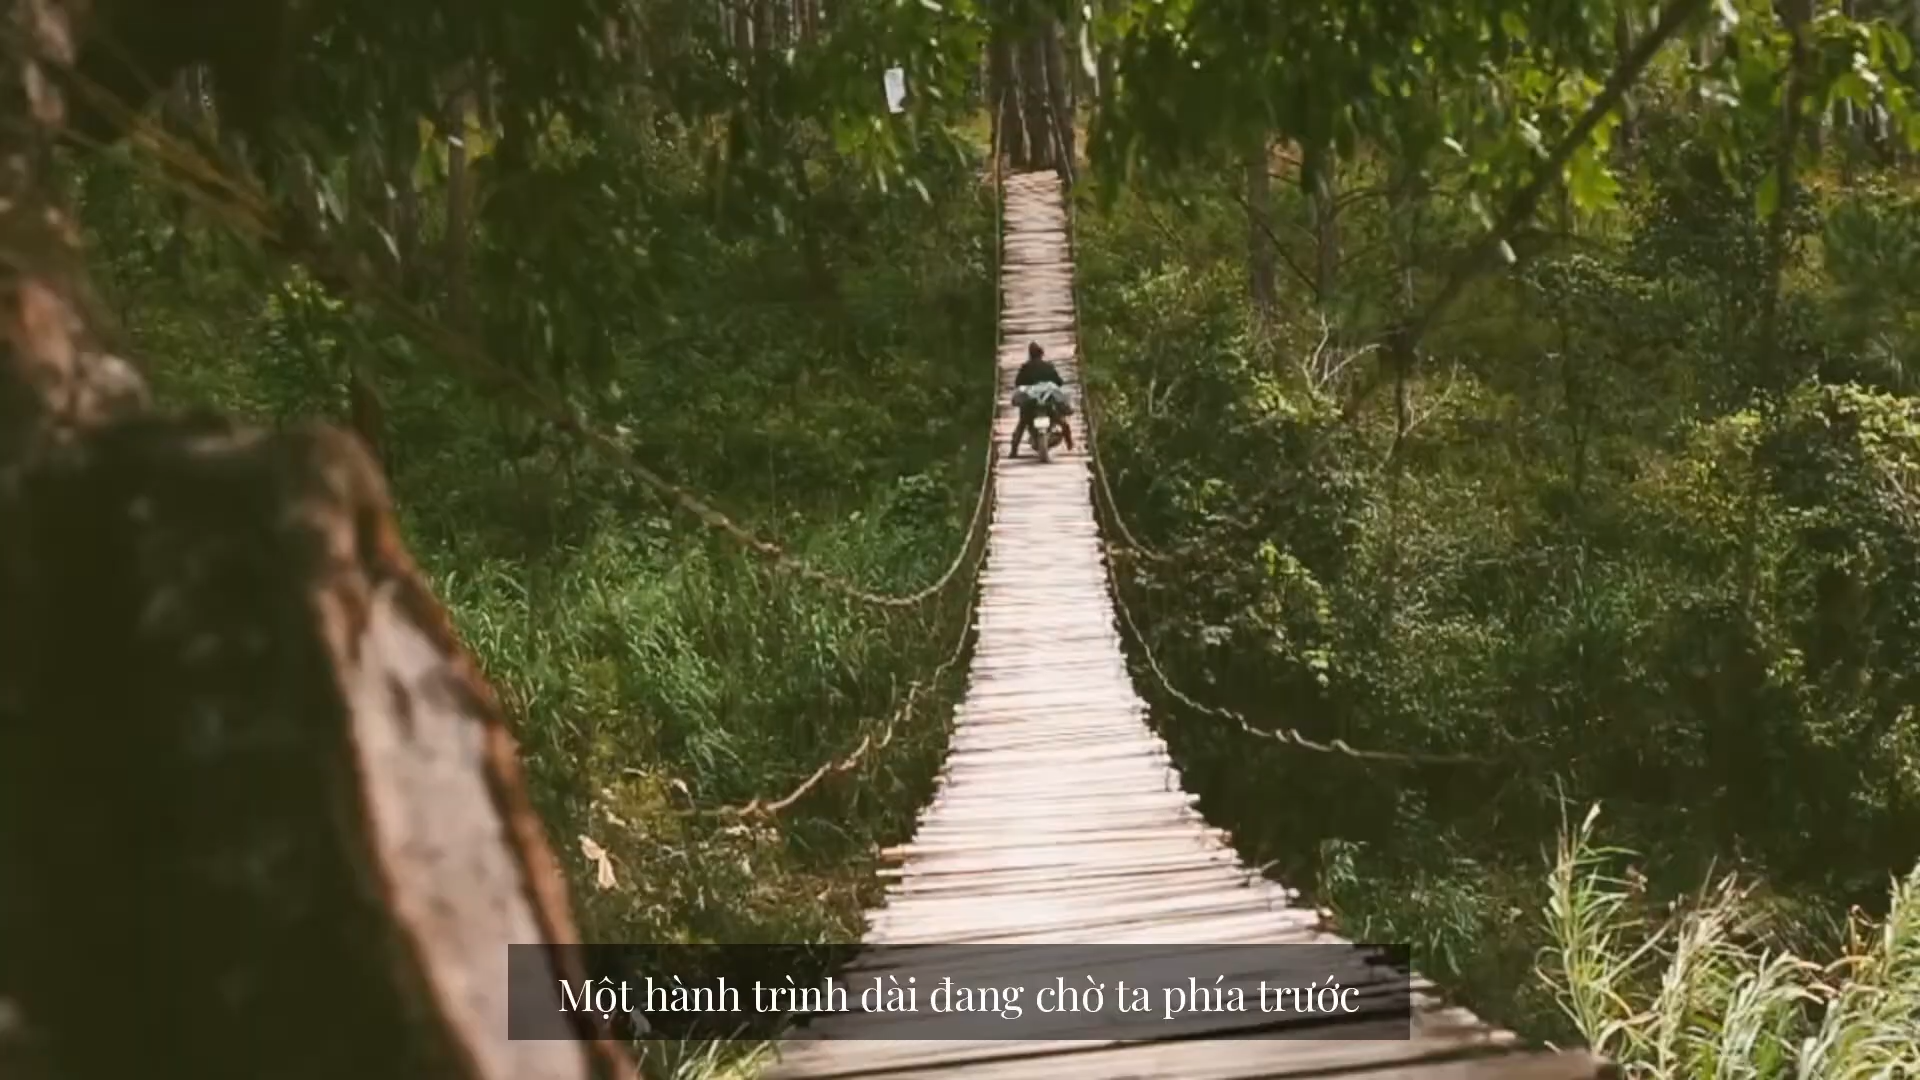 Một hành trình dài đang chờ ta phía trước